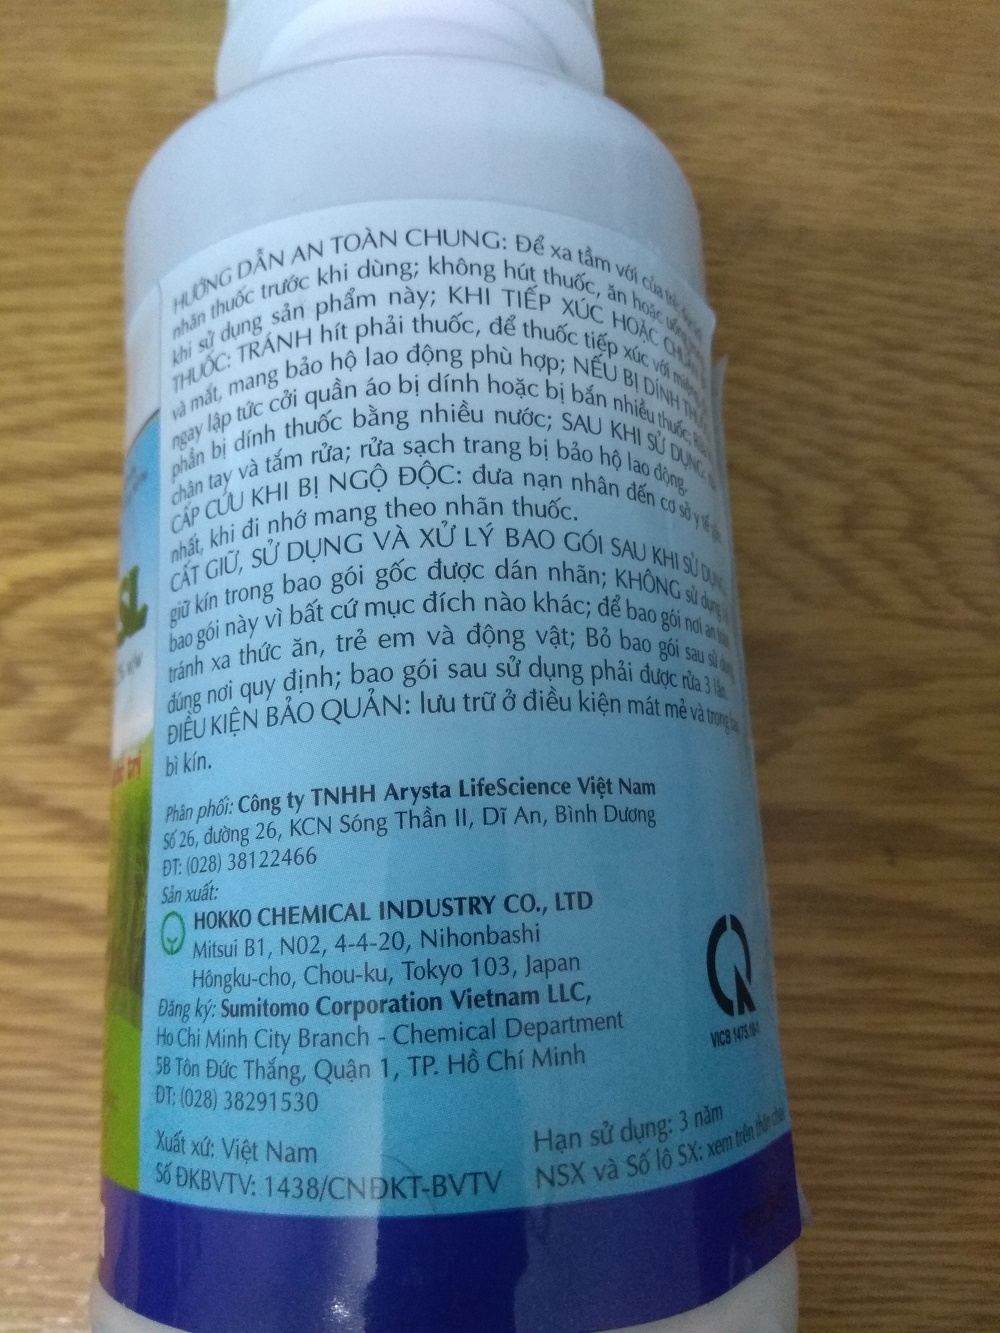 HƯỚNG DẪN AN TOÀN CHUNG: Để xa tầm với của trẻ
nhãn thuốc trước khi dùng; không hút thuốc, ăn hoặc uống
khi sử dụng sản phẩm này; KHI TIẾP XÚC HOẶC
THUỐC: TRÁNH hít phải thuốc, để thuốc tiếp xúc với miệng
và mắt, mang bảo hộ lao động phù hợp; NẾU BỊ DÍNH
ngay lập tức cởi quần áo bị dính hoặc bị bắn nhiều thuốc;
phần bị dính thuốc bằng nhiều nước; SAU KHI SỬ DỤNG
chân tay và tắm rửa; rửa sạch trang bị bảo hộ lao động.
CẤP CỨU KHI BỊ NGỘ ĐỘC: đưa nạn nhân đến cơ sở y tế gần
nhất, khi đi nhớ mang theo nhãn thuốc.
CẤT GIỮ, SỬ DỤNG VÀ XỬ LÝ BAO GÓI SAU KHI SỬ DỤNG
giữ kín trong bao gói gốc được dán nhãn; KHÔNG sử dụng
bao gói này vì bất cứ mục đích nào khác; để bao gói nơi an toàn
tránh xa thức ăn, trẻ em và động vật; Bỏ bao gói sau sử dụng
đúng nơi quy định; bao gói sau sử dụng phải được rửa 3 lần.
ĐIỀU KIỆN BẢO QUẢN: lưu trữ ở điều kiện mát mẻ và trong bao
bì kín.
Phân phối: Công ty TNHH Arysta LifeScience Việt Nam
Số 26, đường 26, KCN Sóng Thần II, Dĩ An, Bình Dương
ĐT: (028) 38122466
Sản xuất:
HOKKO CHEMICAL INDUSTRY CO., LTD
Mitsui B1, N02, 4-4-20, Nihonbashi
Hôngku-cho, Chou-ku, Tokyo 103, Japan
Đăng ký: Sumitomo Corporation Vietnam LLC,
Ho Chi Minh City Branch - Chemical Department
5B Tôn Đức Thắng, Quận 1, TP. Hồ Chí Minh
ĐT: (028) 38291530
Xuất xứ: Việt Nam
Số ĐKBVTV: 1438/CNĐKT-BVTV
Hạn sử dụng: 3 năm
NSX và Số lô SX: xem trên thân chai
VICB
SL